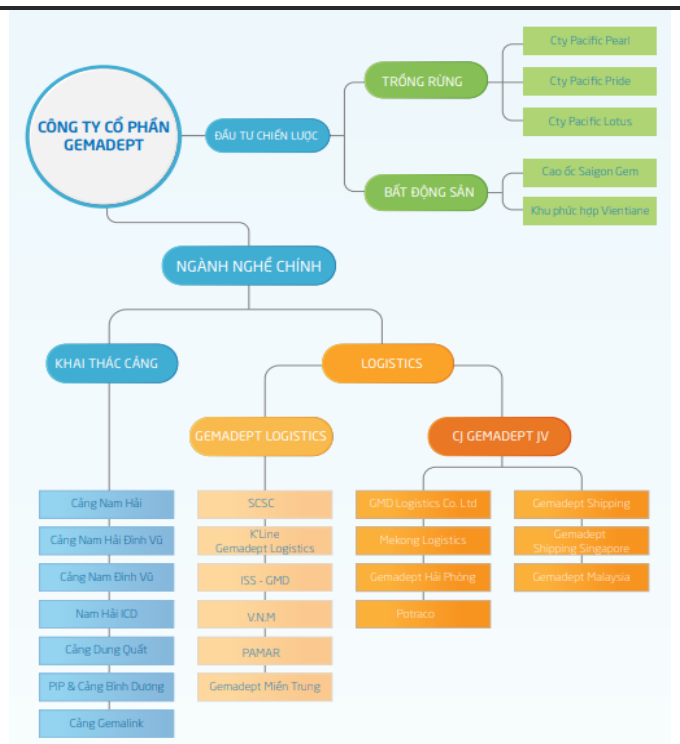 CÔNG TY CỔ PHẦN
GEMADEPT
ĐẦU TƯ CHIẾN LƯỢC
TRỒNG RỪNG
Cty Pacific Pearl
Cty Pacific Pride
Cty Pacific Lotus
BẤT ĐỘNG SẢN
Cao ốc Saigon Gem
Khu phức hợp Vientiane
NGÀNH NGHỀ CHÍNH
KHAI THÁC CẢNG
LOGISTICS
GEMADEPT LOGISTICS
CJ GEMADEPT JV
Cảng Nam Hải
Cảng Nam Hải Đình Vũ
Cảng Nam Đình Vũ
Nam Hải ICD
Cảng Dung Quất
PIP & Cảng Bình Dương
Cảng Gemalink
SCSC
K'Line
Gemadept Logistics
ISS - GMD
V.N.M
PAMAR
Gemadept Miền Trung
GMD Logistics Co. Ltd
Mekong Logistics
Gemadept Hải Phòng
Potraco
Gemadept Shipping
Gemadept
Shipping Singapore
Gemadept Malaysia